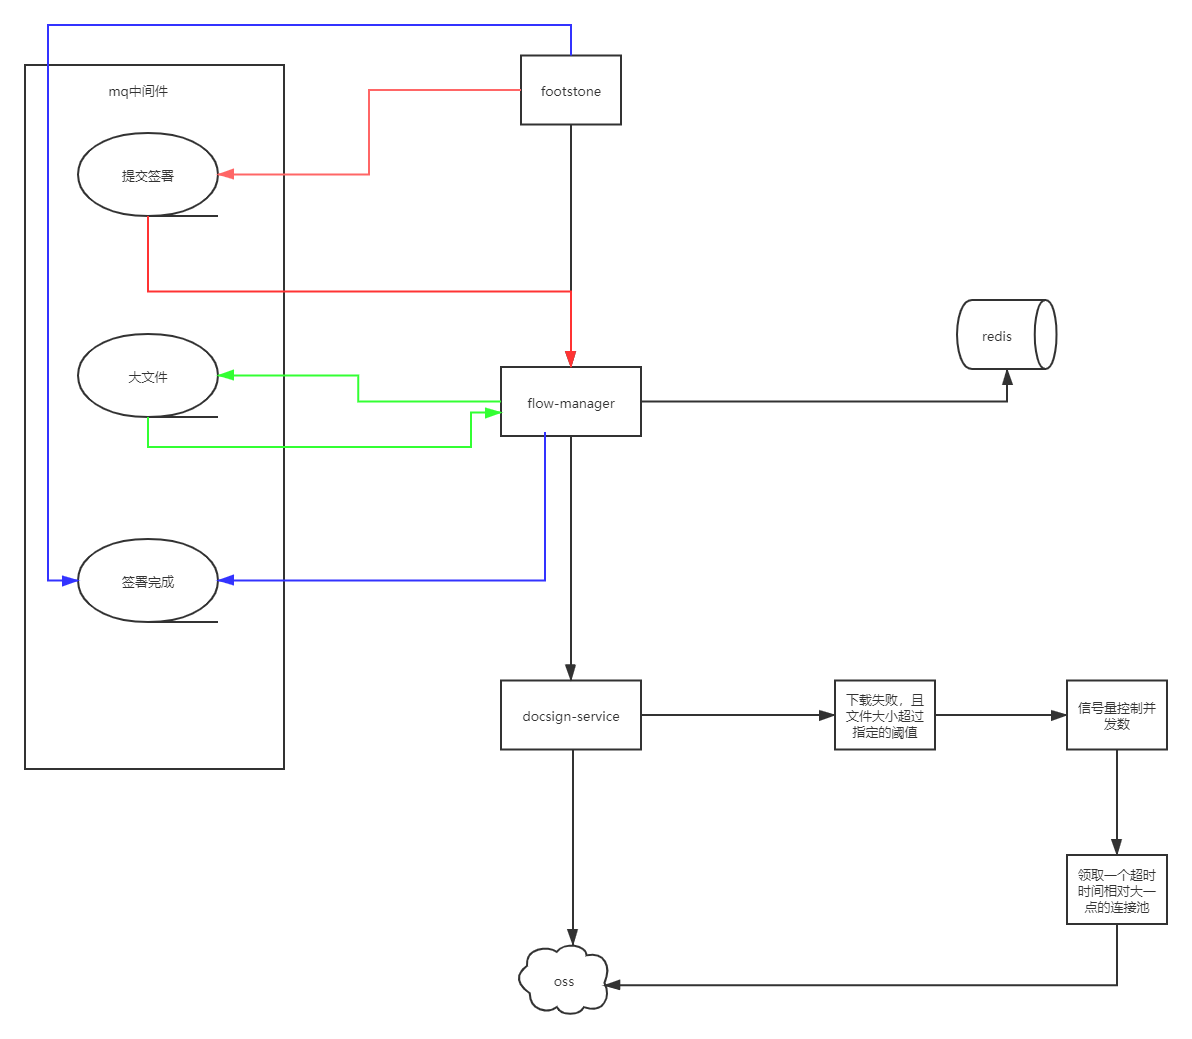 footstone
mq中间件
提交签署
redis
大文件
flow-manager
签署完成
docsign-service
下载失败，且
文件大小超过
指定的阈值
信号量控制并
发数
领取一个超时
时间相对大一
点的连接池
oss